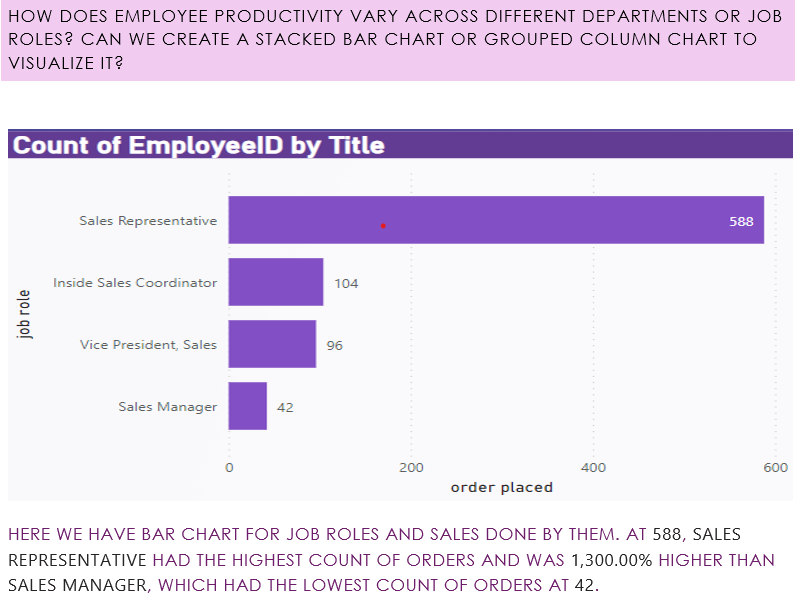 HOW DOES EMPLOYEE PRODUCTIVITY VARY ACROSS DIFFERENT DEPARTMENTS OR JOB
ROLES? CAN WE CREATE A STACKED BAR CHART OR GROUPED COLUMN CHART TO
VISUALIZE IT?
Count of EmployeeID by Title
job role
Sales Representative 588
Inside Sales Coordinator 104
Vice President, Sales 96
Sales Manager 42
0 200 400 600
order placed
HERE WE HAVE BAR CHART FOR JOB ROLES AND SALES DONE BY THEM. AT 588, SALES
REPRESENTATIVE HAD THE HIGHEST COUNT OF ORDERS AND WAS 1,300.00% HIGHER THAN
SALES MANAGER, WHICH HAD THE LOWEST COUNT OF ORDERS AT 42.